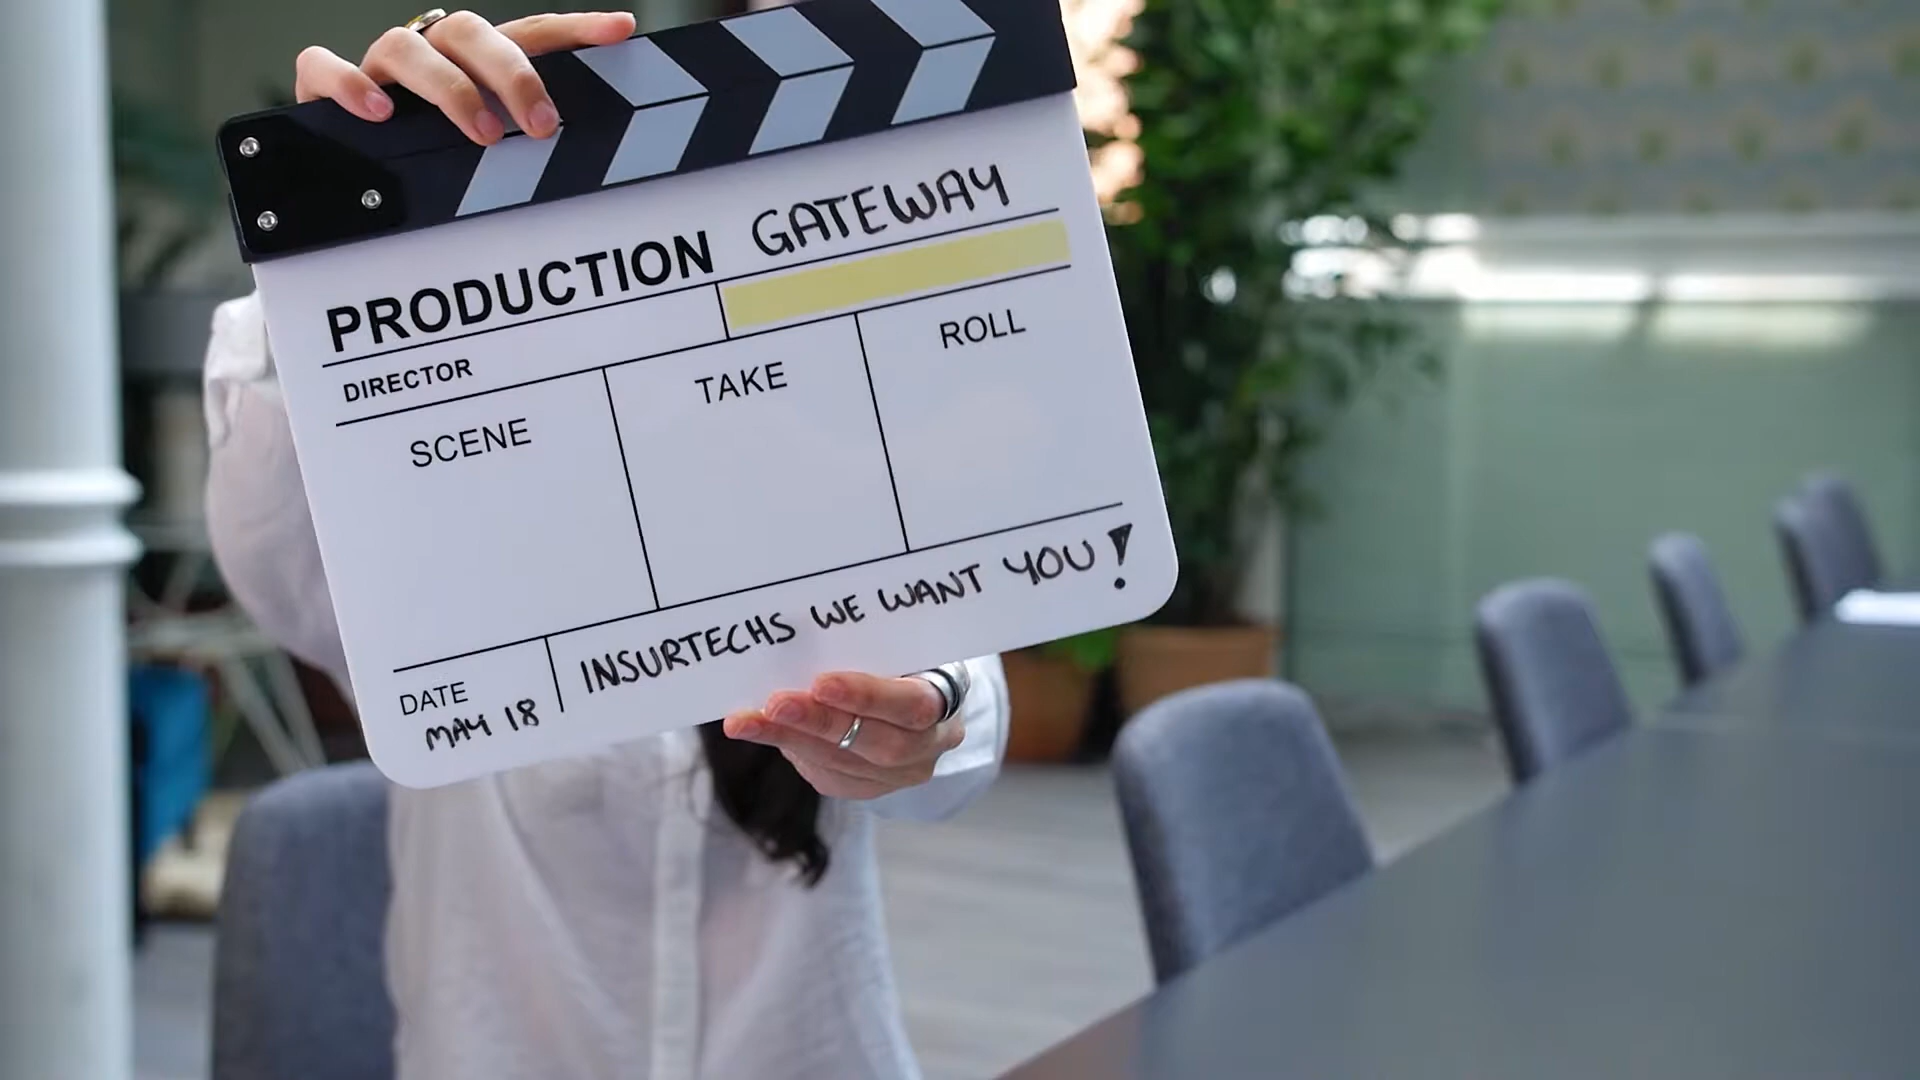 PRODUCTION GATEWAY
DIRECTOR
SCENE TAKE ROLL
DATE
MAY 18
INSURTECHS WE WANT YOU!